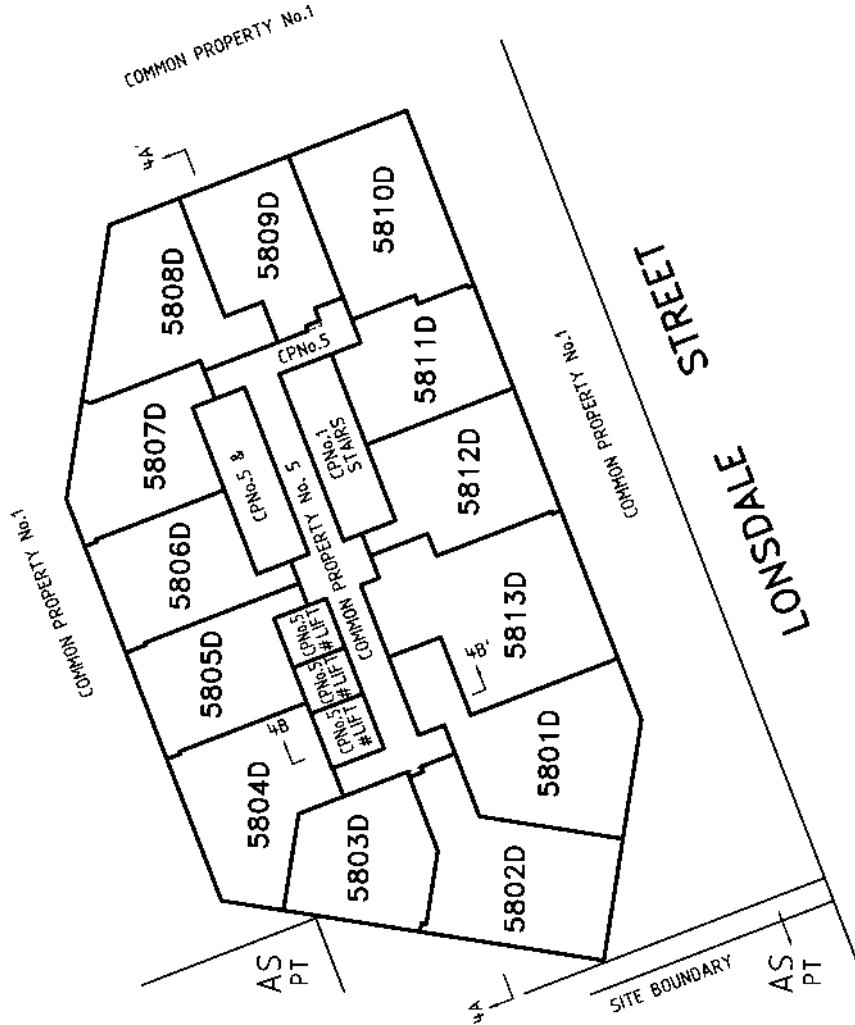 COMMON PROPERTY No.1
4A'
5808D
5809D
5810D
CPNo.5
5807D
5811D
CPNo.5 &
CPNo.1
STAIRS
COMMON PROPERTY No.1
STREET
COMMON PROPERTY No. 5
5812D
COMMON PROPERTY No.1
5806D
LONSDALE
CPNo.5
#LIFT
CPNo.5
#LIFT
CPNo.5
#LIFT
5805D
5813D
4B'
4B
5804D
5801D
5803D
5802D
AS
PT
4A
SITE BOUNDARY
AS
PT